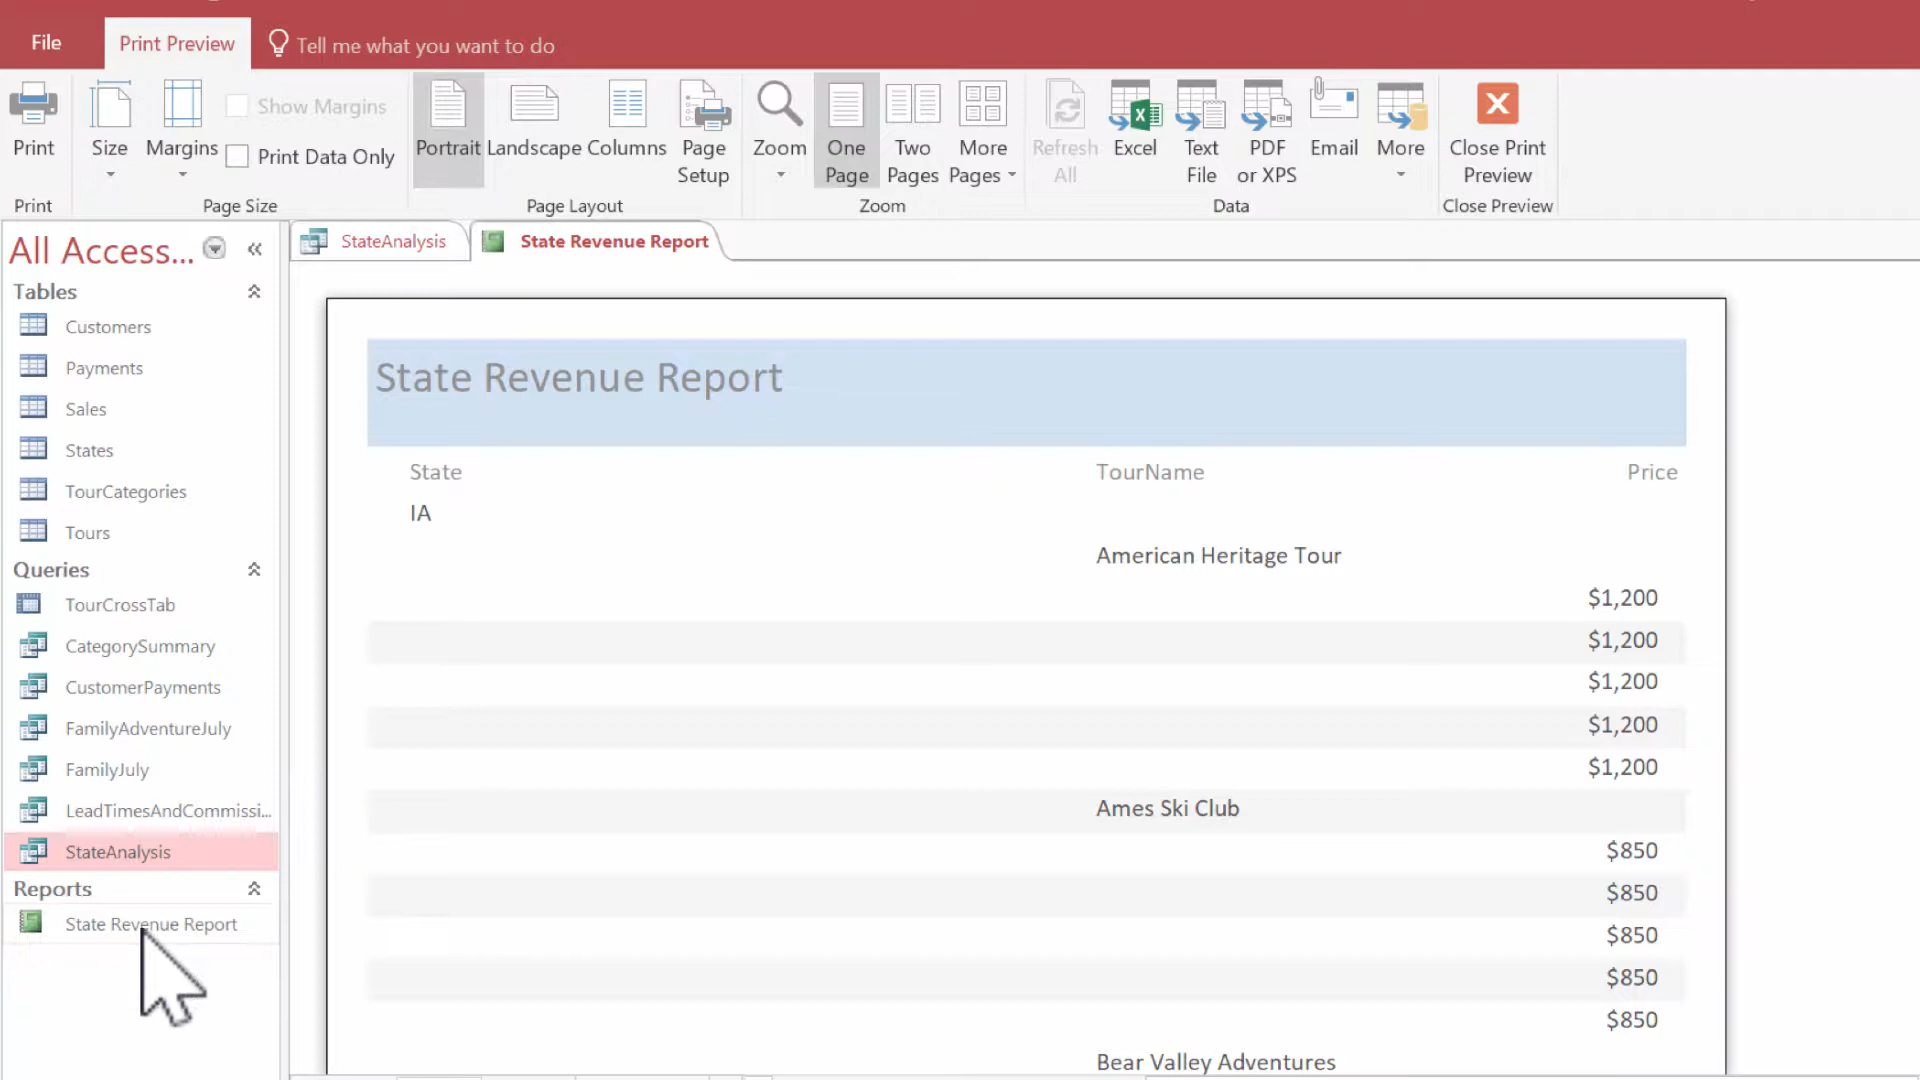 File
Print Preview
Tell me what you want to do
Print
Size
Margins
Show Margins
Print Data Only
Portrait
Landscape
Columns
Page
Setup
Zoom
One
Page
Two
Pages
More
Pages
Refresh
All
Excel
Text
File
PDF
or XPS
Email
More
Close Print
Preview
Print
Page Size
Page Layout
Zoom
Data
Close Preview
All Access...
StateAnalysis
State Revenue Report
Tables
Customers
Payments
Sales
States
TourCategories
Tours
Queries
TourCrossTab
CategorySummary
CustomerPayments
FamilyAdventureJuly
FamilyJuly
LeadTimesAndCommissi...
StateAnalysis
Reports
State Revenue Report
State Revenue Report
State TourName Price
IA
American Heritage Tour
$1,200
$1,200
$1,200
$1,200
$1,200
Ames Ski Club
$850
$850
$850
$850
$850
Bear Valley Adventures